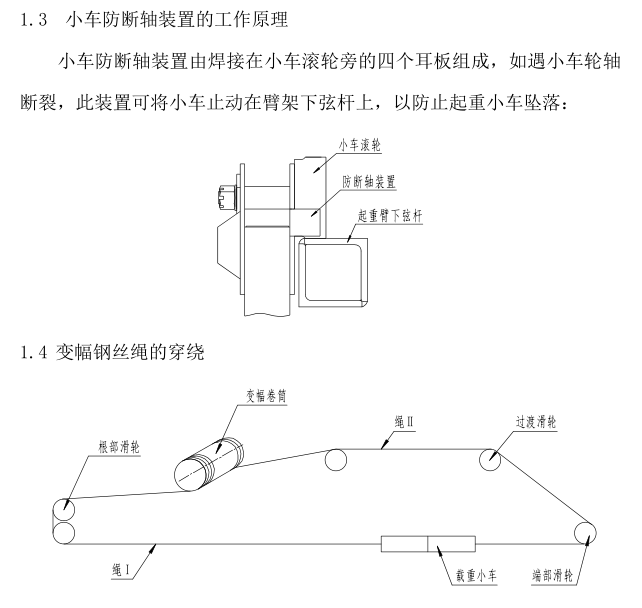 1.3 小车防断轴装置的工作原理
小车防断轴装置由焊接在小车滚轮旁的四个耳板组成，如遇小车轮轴
断裂，此装置可将小车止动在臂架下弦杆上，以防止起重小车坠落：
小车滚轮
防断轴装置
起重臂下弦杆
1.4 变幅钢丝绳的穿绕
变幅卷筒
绳II
过渡滑轮
根部滑轮
绳I
载重小车
端部滑轮